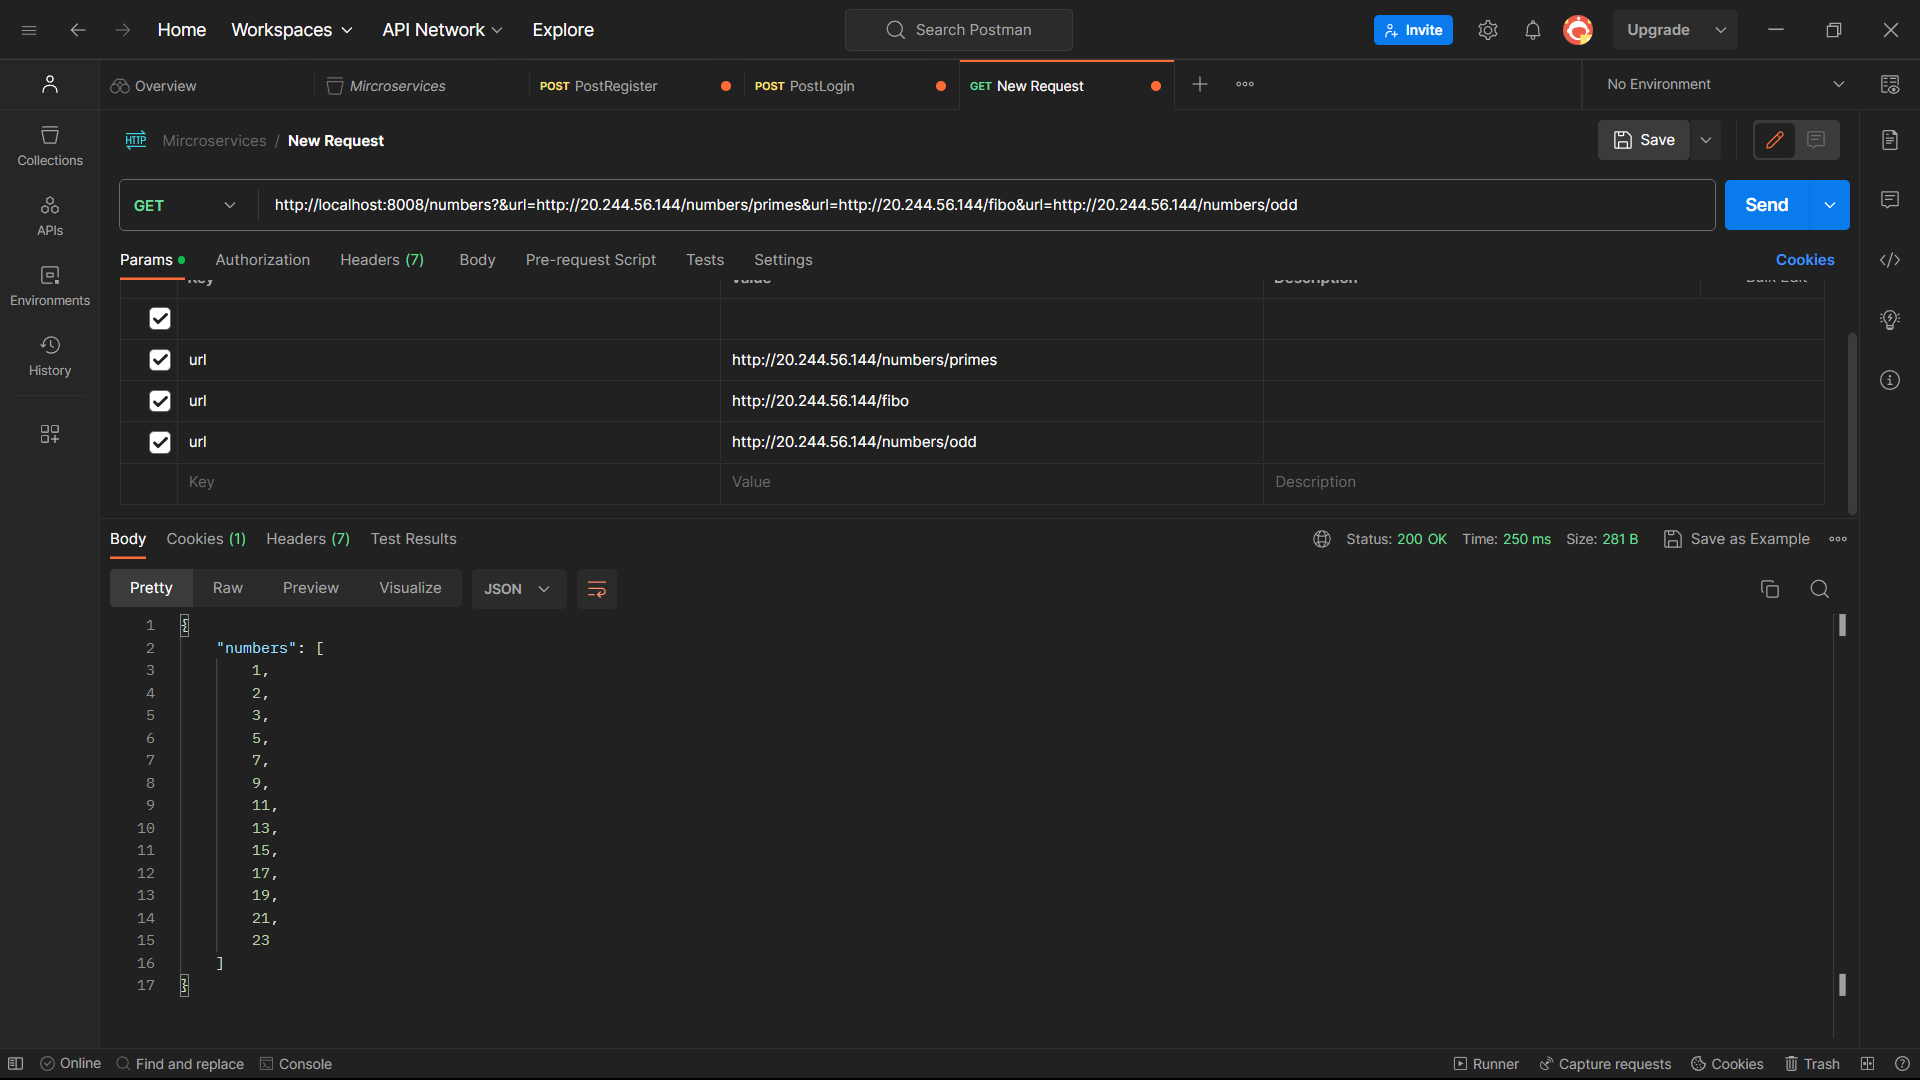 Home Workspaces API Network Explore Search Postman Invite Upgrade
Overview Mircroservices POST PostRegister POST PostLogin GET New Request No Environment
HTTP Mircroservices / New Request Save
Collections
APIs
Environments
History
GET http://localhost:8008/numbers?&url=http://20.244.56.144/numbers/primes&url=http://20.244.56.144/fibo&url=http://20.244.56.144/numbers/odd Send
Params Authorization Headers (7) Body Pre-request Script Tests Settings Cookies
Key Value Description Bulk Edit
url http://20.244.56.144/numbers/primes
url http://20.244.56.144/fibo
url http://20.244.56.144/numbers/odd
Key Value Description
Body Cookies (1) Headers (7) Test Results Status: 200 OK Time: 250 ms Size: 281 B Save as Example
Pretty Raw Preview Visualize JSON
1 {
2 "numbers": [
3 1,
4 2,
5 3,
6 5,
7 7,
8 9,
9 11,
10 13,
11 15,
12 17,
13 19,
14 21,
15 23
16 ]
17 }
Online Find and replace Console Runner Capture requests Cookies Trash